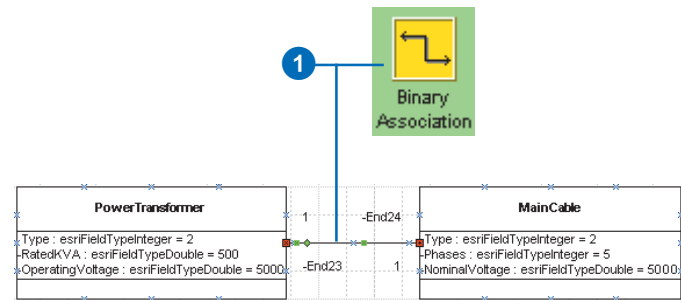 1
Binary
Association
PowerTransformer
Type : esriFieldTypeInteger = 2
-RatedKVA : esriFieldTypeDouble = 500
-OperatingVoltage : esriFieldTypeDouble = 5000
1
-End24
-End23
1
MainCable
Type : esriFieldTypeInteger = 2
-Phases : esriFieldTypeInteger = 5
-NominalVoltage : esriFieldTypeDouble = 5000